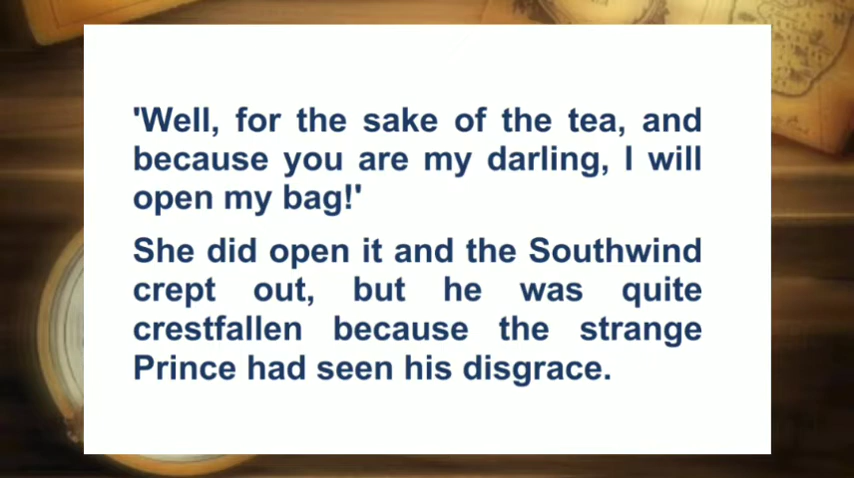 'Well, for the sake of the tea, and
because you are my darling, I will
open my bag!'
She did open it and the Southwind
crept out, but he was quite
crestfallen because the strange
Prince had seen his disgrace.